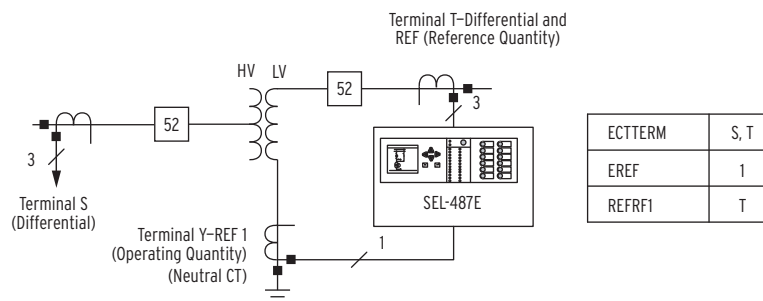 Terminal T–Differential and
REF (Reference Quantity)
HV LV
52
52
3
3
Terminal S
(Differential)
SEL-487E
Terminal Y–REF 1
(Operating Quantity)
(Neutral CT)
1
ECTTERM S, T
EREF 1
REFRF1 T